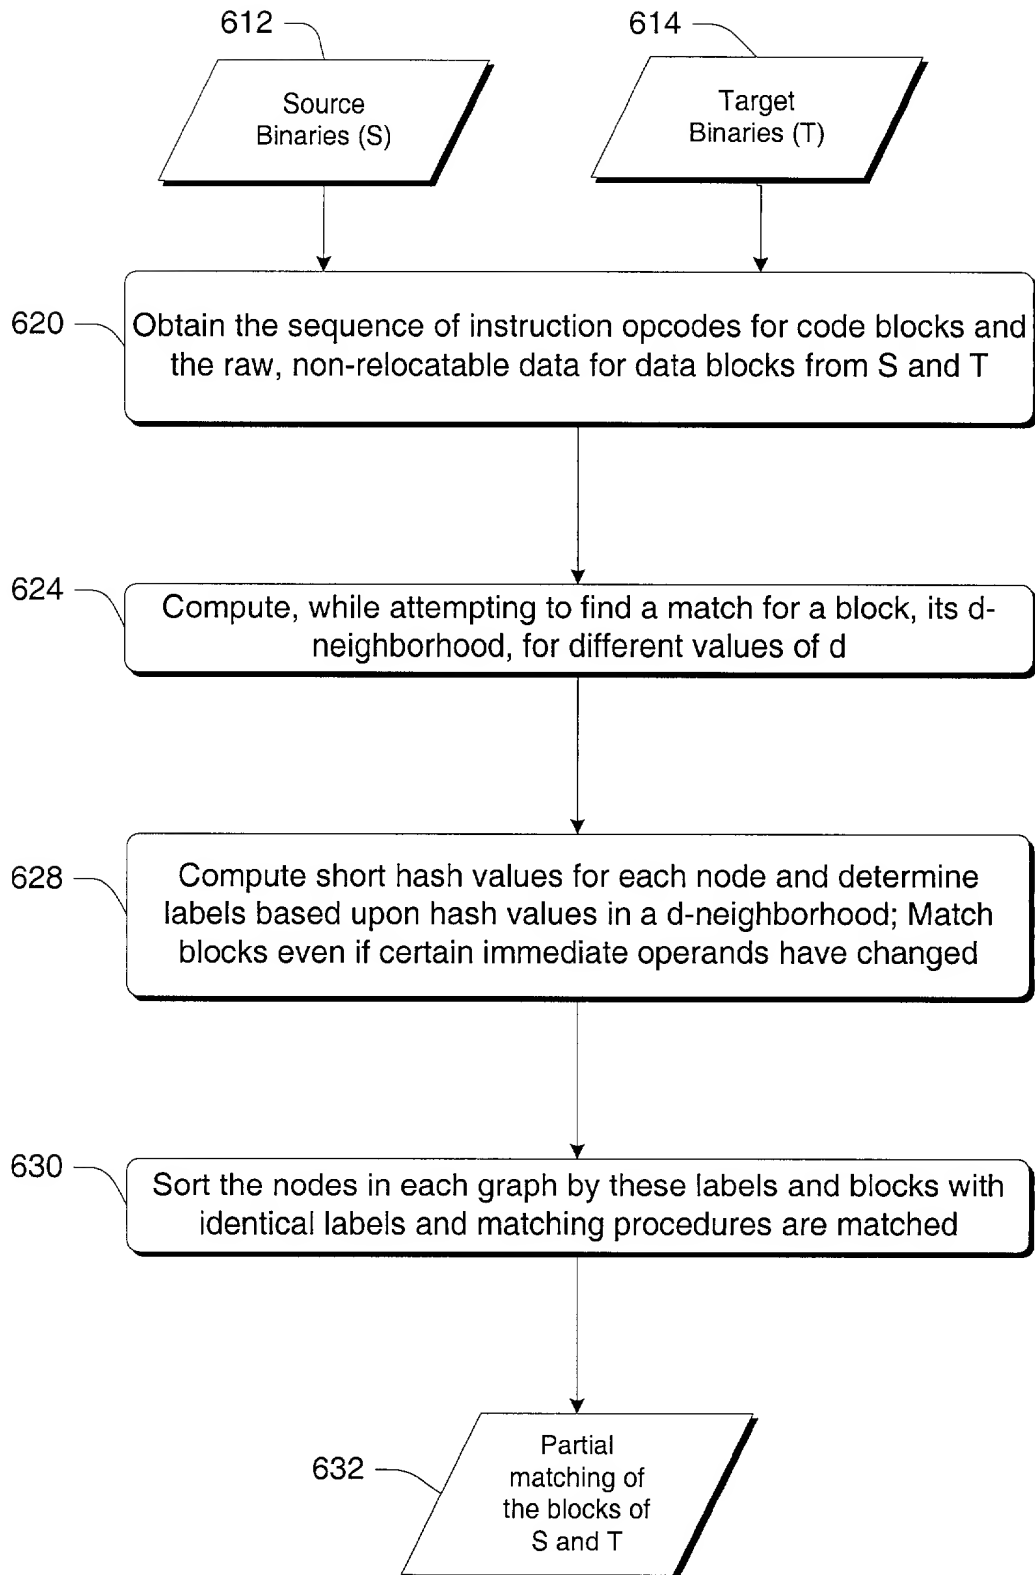 612
614
Source
Binaries (S)
Target
Binaries (T)
620
Obtain the sequence of instruction opcodes for code blocks and
the raw, non-relocatable data for data blocks from S and T
624
Compute, while attempting to find a match for a block, its d-
neighborhood, for different values of d
628
Compute short hash values for each node and determine
labels based upon hash values in a d-neighborhood; Match
blocks even if certain immediate operands have changed
630
Sort the nodes in each graph by these labels and blocks with
identical labels and matching procedures are matched
632
Partial
matching of
the blocks of
S and T